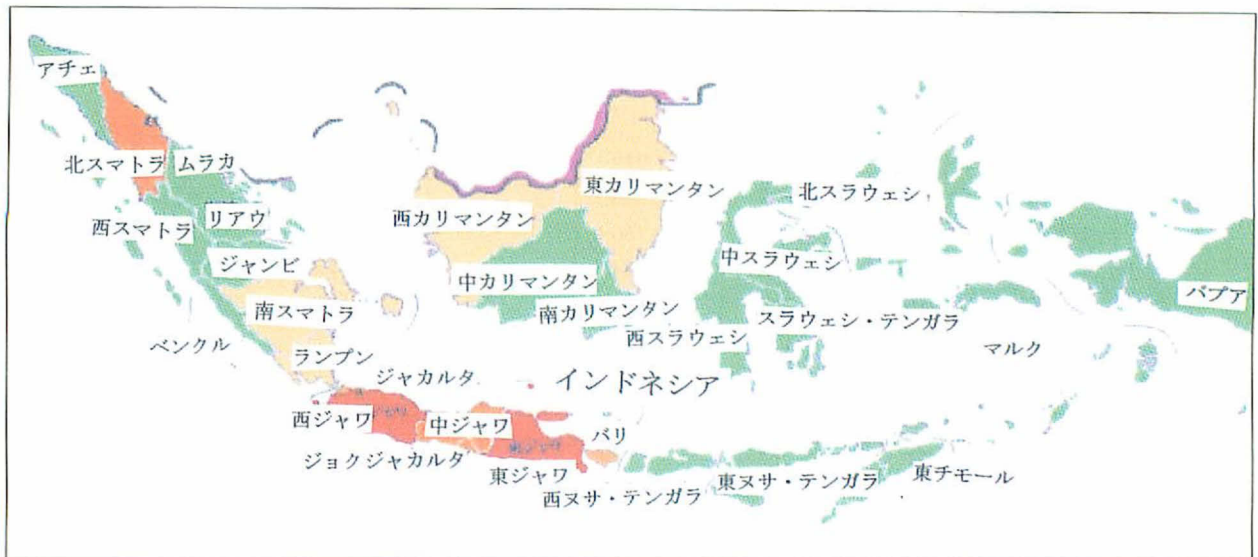 アチェ
北スマトラ
ムラカ
西スマトラ
リアウ
ジャンビ
南スマトラ
ベンクル
ランプン
ジャカルタ
西ジャワ
中ジャワ
ジョクジャカルタ
東ジャワ
バリ
インドネシア
西カリマンタン
東カリマンタン
中カリマンタン
南カリマンタン
北スラウェシ
中スラウェシ
西スラウェシ
スラウェシ・テンガラ
マルク
パプア
西ヌサ・テンガラ
東ヌサ・テンガラ
東チモール